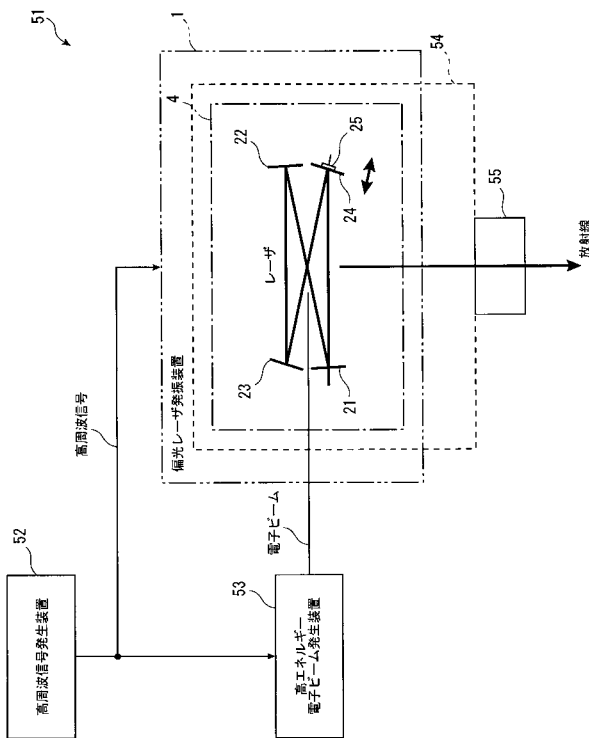 51
52
高周波信号発生装置
高周波信号
1
54
4
偏光レーザ発振装置
22
25
24
レーザ
23
21
55
放射線
53
高エネルギー
電子ビーム発生装置
電子ビーム